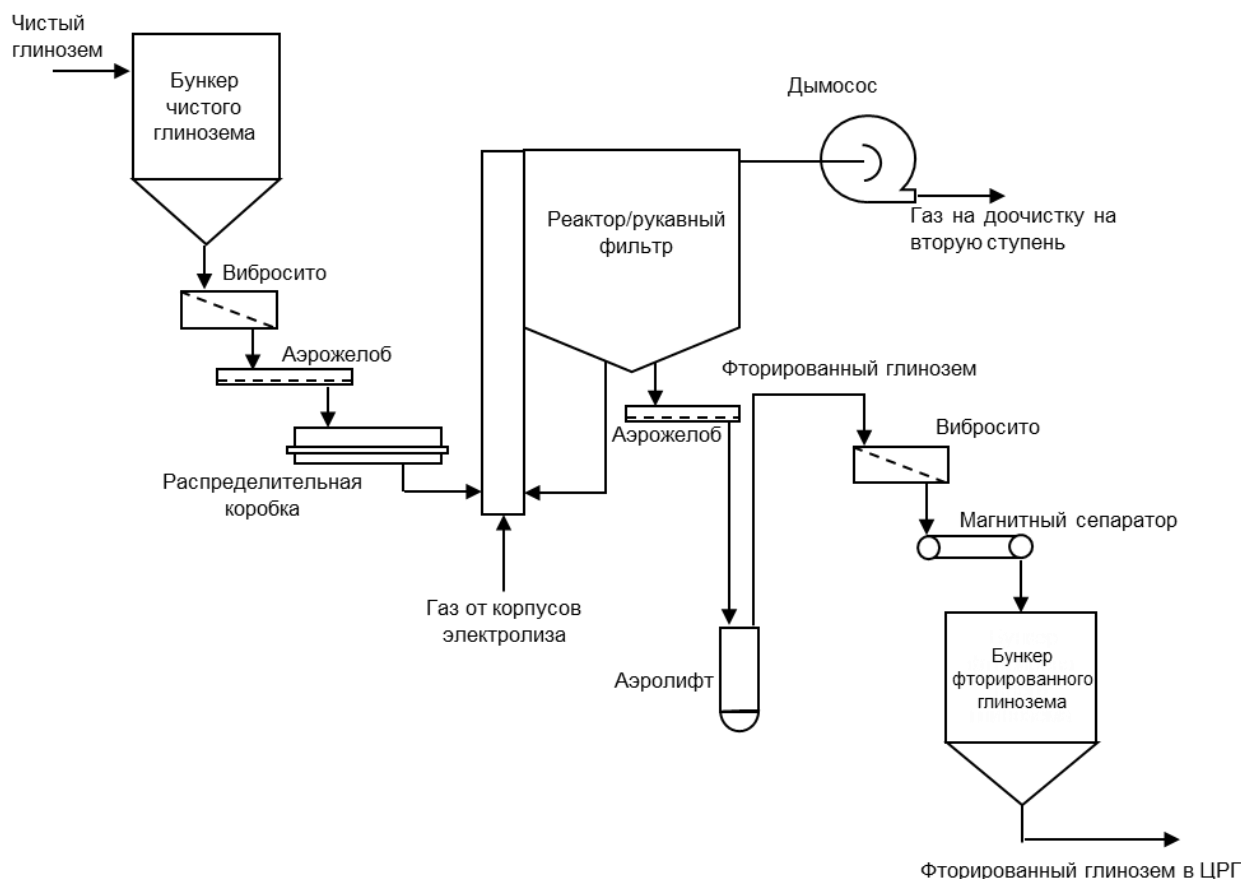 Чистый
глинозем
Бункер
чистого
глинозема
Дымосос
Реактор/рукавный
фильтр
Газ на доочистку на
вторую ступень
Вибросито
Аэрожелоб
Фторированный глинозем
Аэрожелоб
Вибросито
Распределительная
коробка
Магнитный сепаратор
Газ от корпусов
электролиза
Аэролифт
Бункер
фторированного
глинозема
Фторированный глинозем в ЦРГ